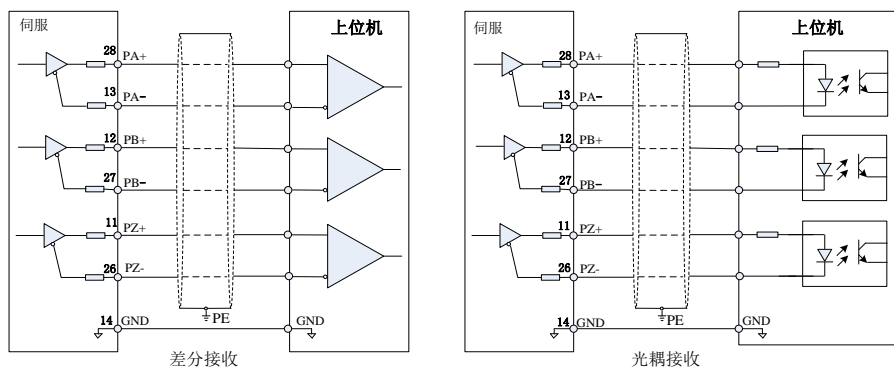 伺服
上位机
28 PA+
13 PA-
12 PB+
27 PB-
11 PZ+
26 PZ-
14 GND
PE
GND
差分接收
伺服
上位机
28 PA+
13 PA-
12 PB+
27 PB-
11 PZ+
26 PZ-
14 GND
PE
GND
光耦接收